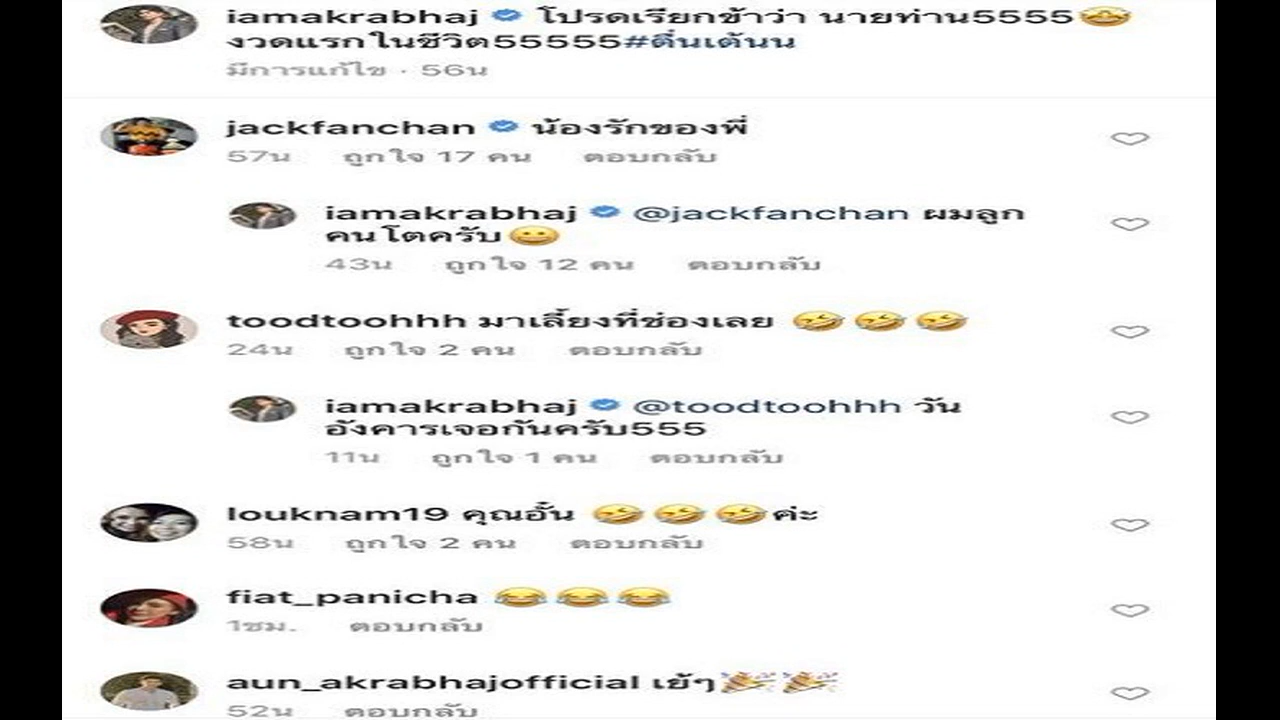 iamakrabhaj โปรดเรียกข้าว่า นายท่าน5555🤩
งวดแรกในชีวิต55555#ตื่นเต้นน
มีการแก้ไข · 56น
jackfanchan น้องรักของพี่
57น ถูกใจ 17 คน ตอบกลับ
iamakrabhaj @jackfanchan ผมลูก
คนโตครับ😀
43น ถูกใจ 12 คน ตอบกลับ
toodtoohhh มาเลี้ยงที่ช่องเลย 🤣🤣🤣
24น ถูกใจ 2 คน ตอบกลับ
iamakrabhaj @toodtoohhh วัน
อังคารเจอกันครับ555
11น ถูกใจ 1 คน ตอบกลับ
louknam19 คุณอั๋น 🤣🤣🤣ค่ะ
58น ถูกใจ 2 คน ตอบกลับ
fiat_panicha 😂😂😂
1ชม. ตอบกลับ
aun_akrabhajofficial เย้ๆ🎉🎉
52น ตอบกลับ